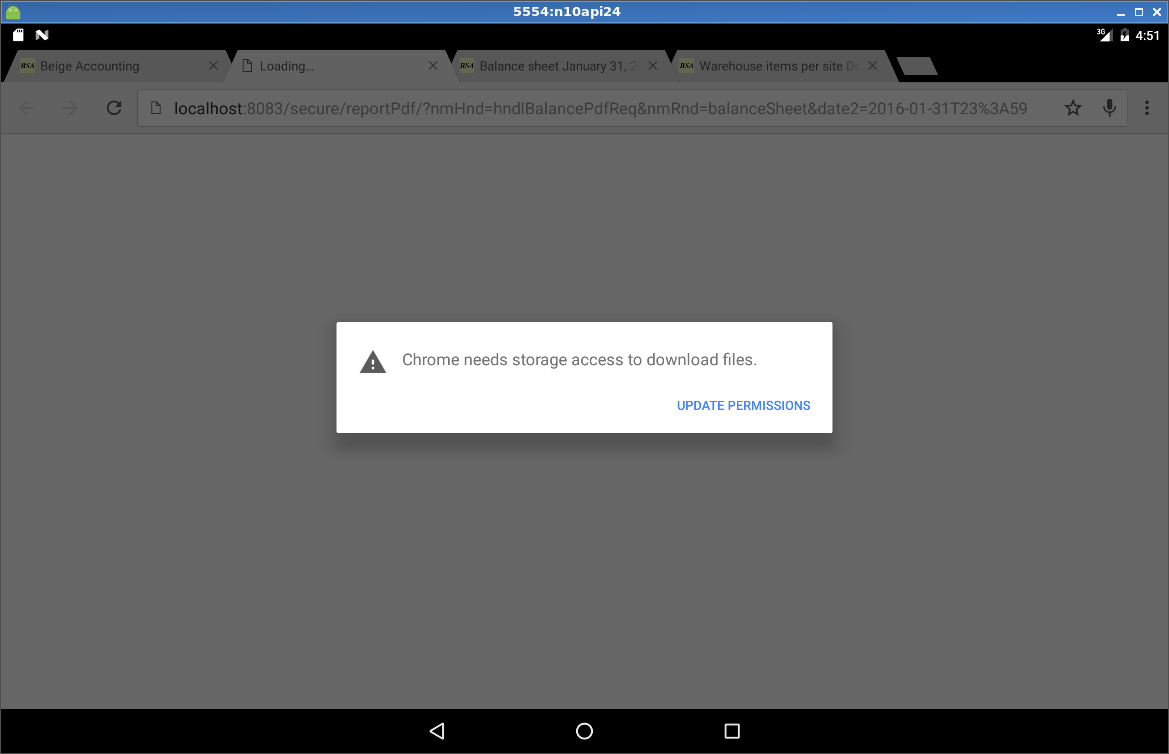 5554:n10api24
3G 4:51
BSA Beige Accounting
Loading...
BSA Balance sheet January 31, 2
BSA Warehouse items per site Do
localhost:8083/secure/reportPdf/?nmHnd=hndlBalancePdfReq&nmRnd=balanceSheet&date2=2016-01-31T23%3A59
Chrome needs storage access to download files.
UPDATE PERMISSIONS